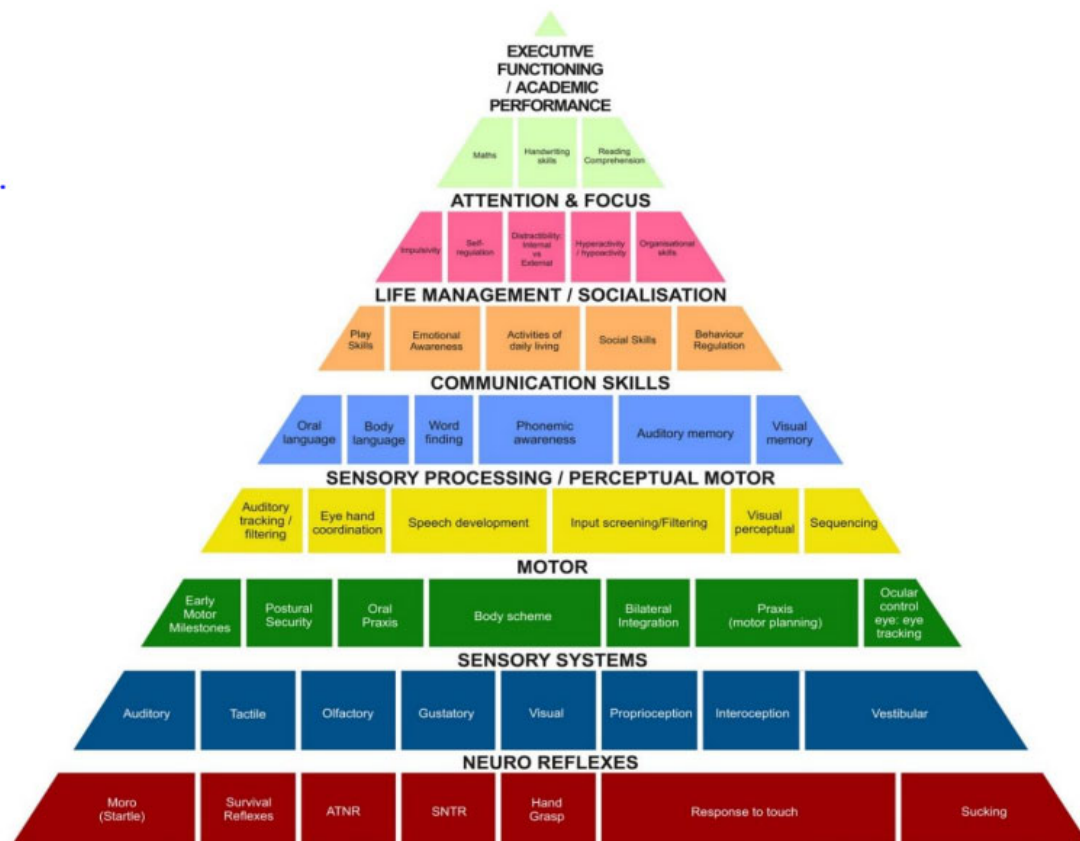 EXECUTIVE
FUNCTIONING
/ ACADEMIC
PERFORMANCE
Maths
Handwriting
skills
Reading
Comprehension
ATTENTION & FOCUS
Impulsivity
Self-
regulation
Distractibility:
Internal
vs
External
Hyperactivity
/ hypoactivity
Organisational
skills
LIFE MANAGEMENT / SOCIALISATION
Play
Skills
Emotional
Awareness
Activities of
daily living
Social Skills
Behaviour
Regulation
COMMUNICATION SKILLS
Oral
language
Body
language
Word
finding
Phonemic
awareness
Auditory memory
Visual
memory
SENSORY PROCESSING / PERCEPTUAL MOTOR
Auditory
tracking /
filtering
Eye hand
coordination
Speech development
Input screening/Filtering
Visual
perceptual
Sequencing
MOTOR
Early
Motor
Milestones
Postural
Security
Oral
Praxis
Body scheme
Bilateral
Integration
Praxis
(motor planning)
Ocular
control
eye: eye
tracking
SENSORY SYSTEMS
Auditory
Tactile
Olfactory
Gustatory
Visual
Proprioception
Interoception
Vestibular
NEURO REFLEXES
Moro
(Startle)
Survival
Reflexes
ATNR
SNTR
Hand
Grasp
Response to touch
Sucking